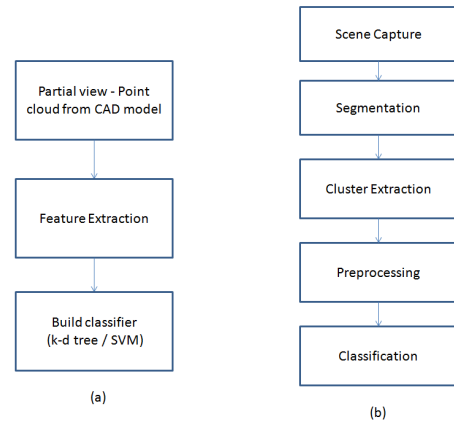 Partial view - Point
cloud from CAD model
Feature Extraction
Build classifier
(k-d tree / SVM)
(a)
Scene Capture
Segmentation
Cluster Extraction
Preprocessing
Classification
(b)